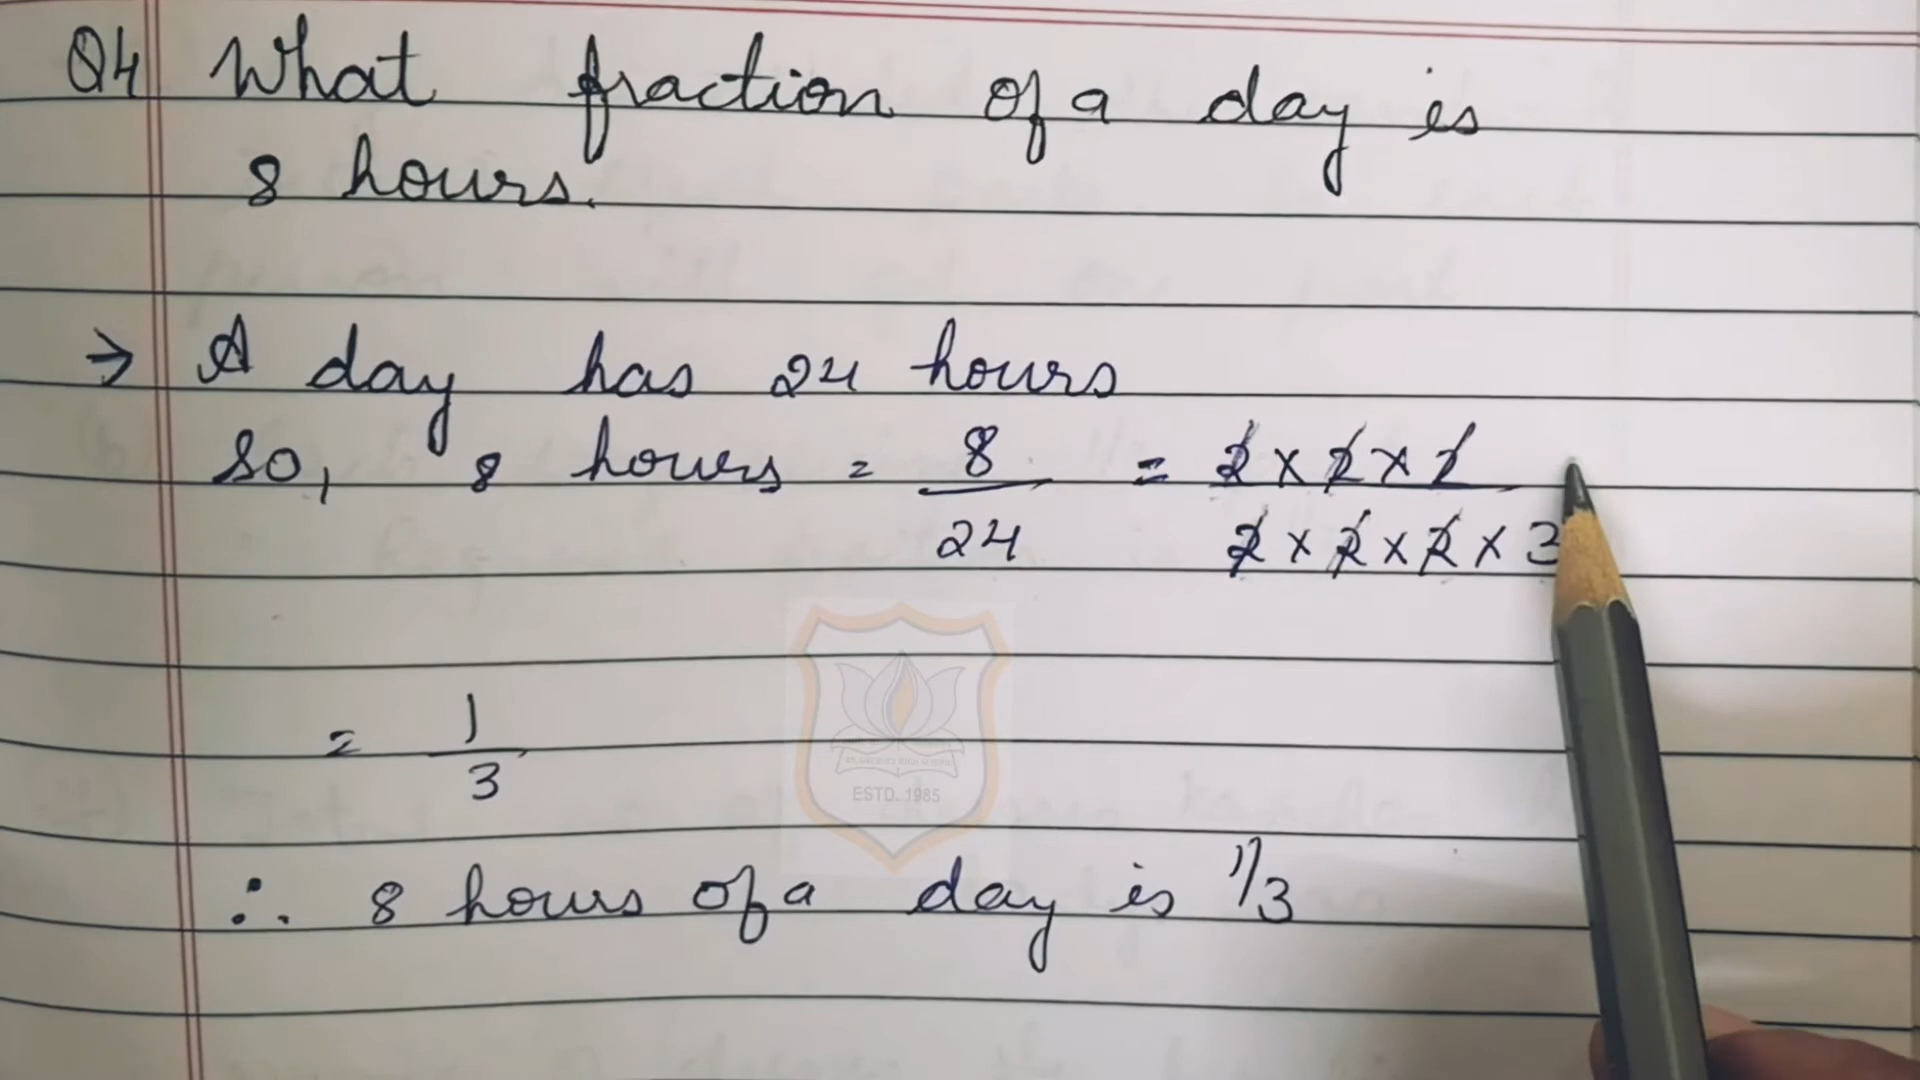 Q4 What fraction of a day is
8 hours.
→ A day has 24 hours
So, 8 hours = 8/24 = 2 × 2 × 2 / 2 × 2 × 2 × 3
= 1/3
∴ 8 hours of a day is 1/3
ESTD. 1985